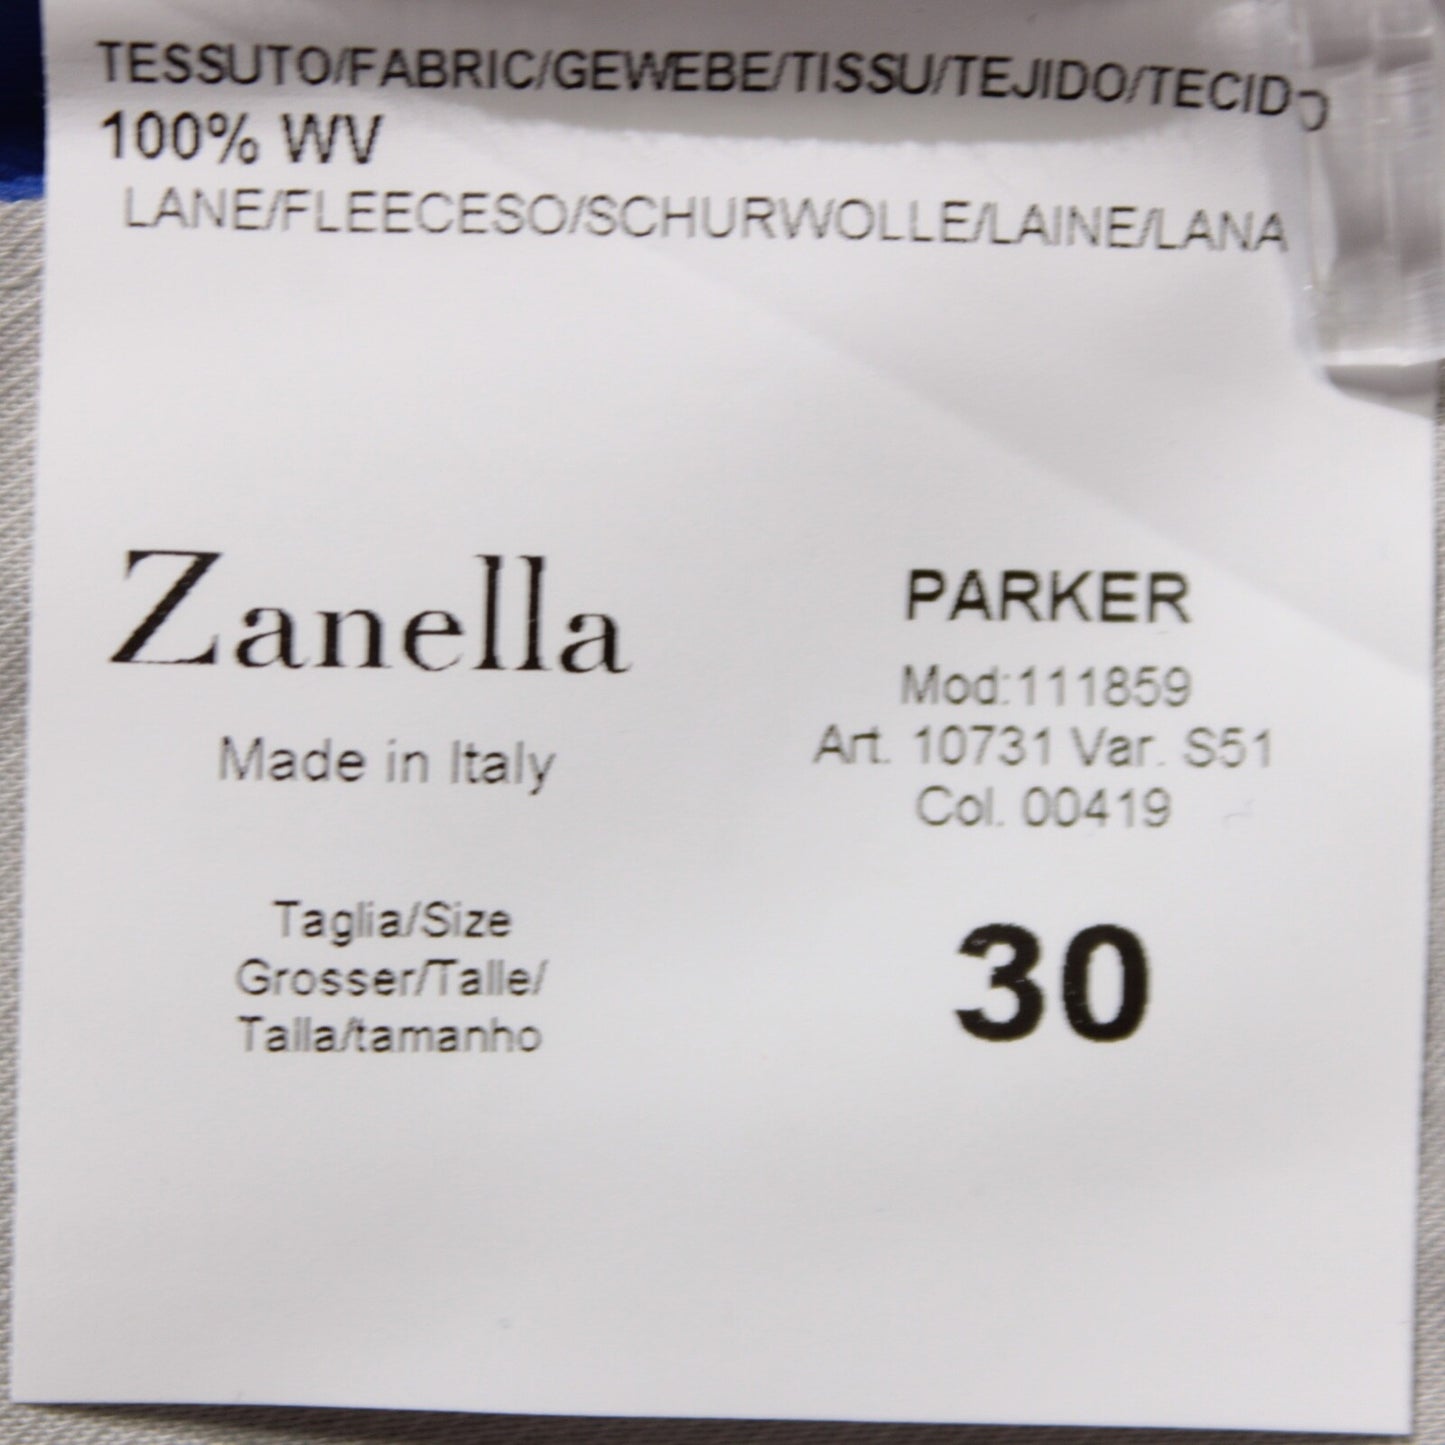 TESSUTO/FABRIC/GEWEBE/TISSU/TEJIDO/TECIDO
100% WV
LANE/FLEECESO/SCHURWOLLE/LAINE/LANA
Zanella
Made in Italy
Taglia/Size
Grosser/Talle/
Talla/tamanho
PARKER
Mod:111859
Art. 10731 Var. S51
Col. 00419
30